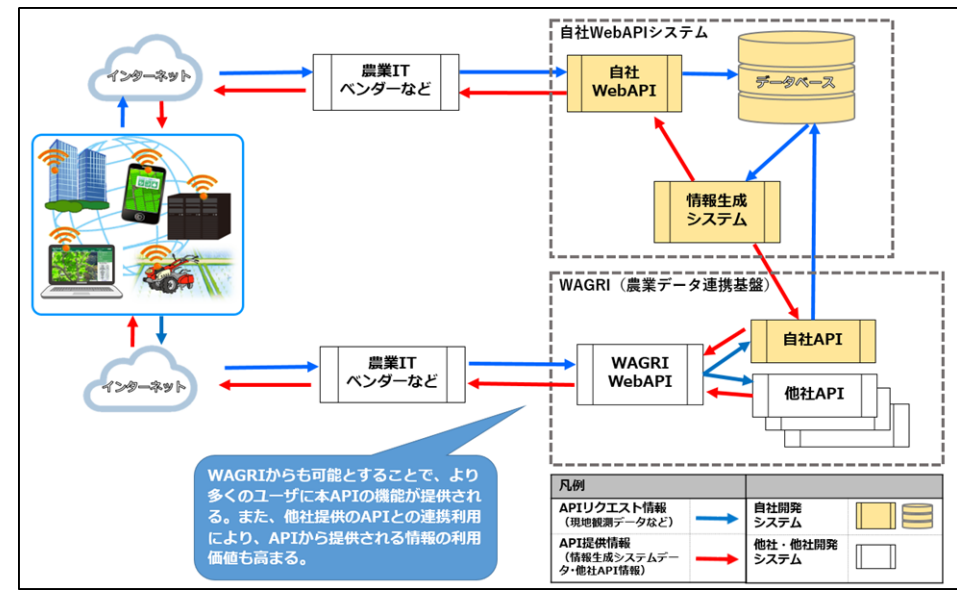 自社WebAPIシステム
インターネット
農業IT
ベンダーなど
自社
WebAPI
データベース
情報生成
システム
WAGRI（農業データ連携基盤）
自社API
農業IT
ベンダーなど
WAGRI
WebAPI
インターネット
他社API
WAGRIからも可能とすることで、より
多くのユーザに本APIの機能が提供され
る。また、他社提供のAPIとの連携利用
により、APIから提供される情報の利用
価値も高まる。
凡例
APIリクエスト情報
（現地観測データなど）
自社開発
システム
API提供情報
（情報生成システムデー
タ・他社API情報）
他社・他社開発
システム